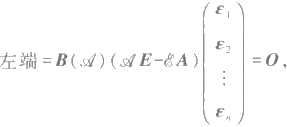 左端=B(𝒜)(𝒜E-ℰA)(ε₁ ε₂ ⋮ εₙ)=O,